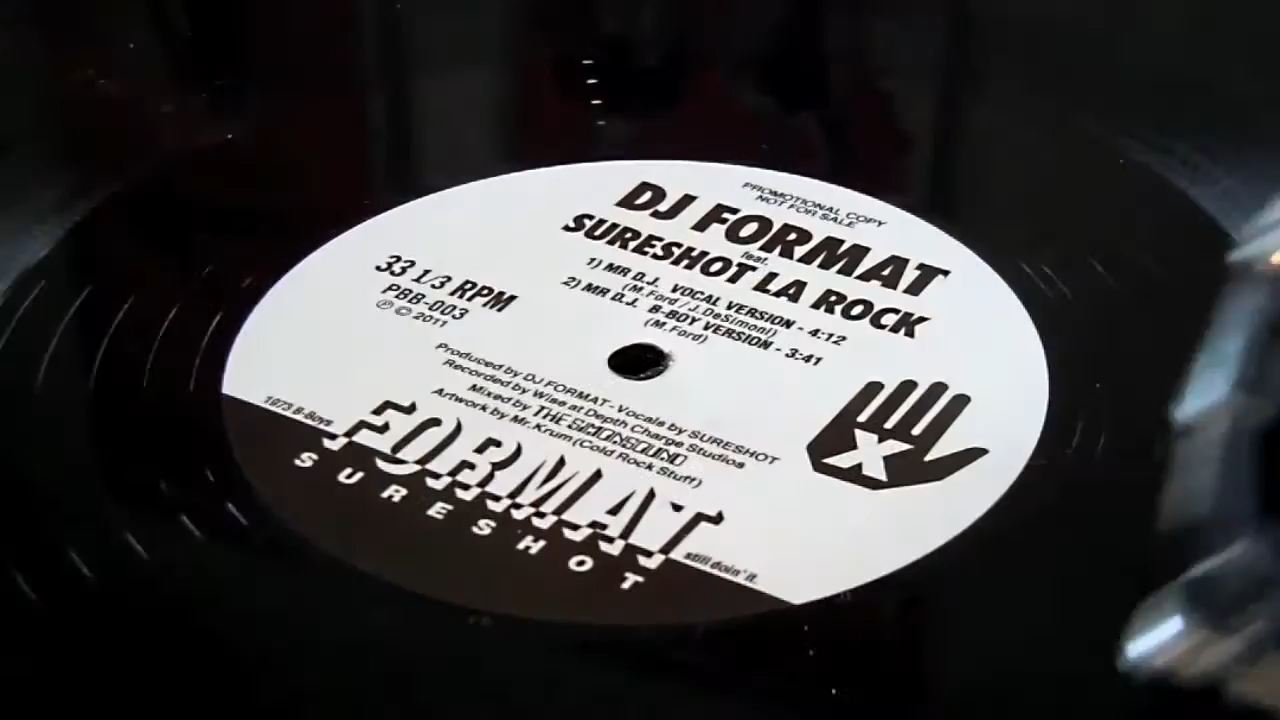 PROMOTIONAL COPY
NOT FOR SALE
DJ FORMAT
feat.
SURESHOT LA ROCK
1) MR D.J. VOCAL VERSION - 4:12
(M.Ford / J.DeSimoni)
2) MR D.J. B-BOY VERSION - 3:41
(M.Ford)
33 1/3 RPM
PBB-003
℗ © 2011
Produced by DJ FORMAT - Vocals by SURESHOT
Recorded by Wise at Depth Charge Studios
Mixed by THE SIMONSOUND
Artwork by Mr. Krum (Cold Rock Stuff)
X
1973 B-Boys
FORMAT
still doin' it.
SURESHOT